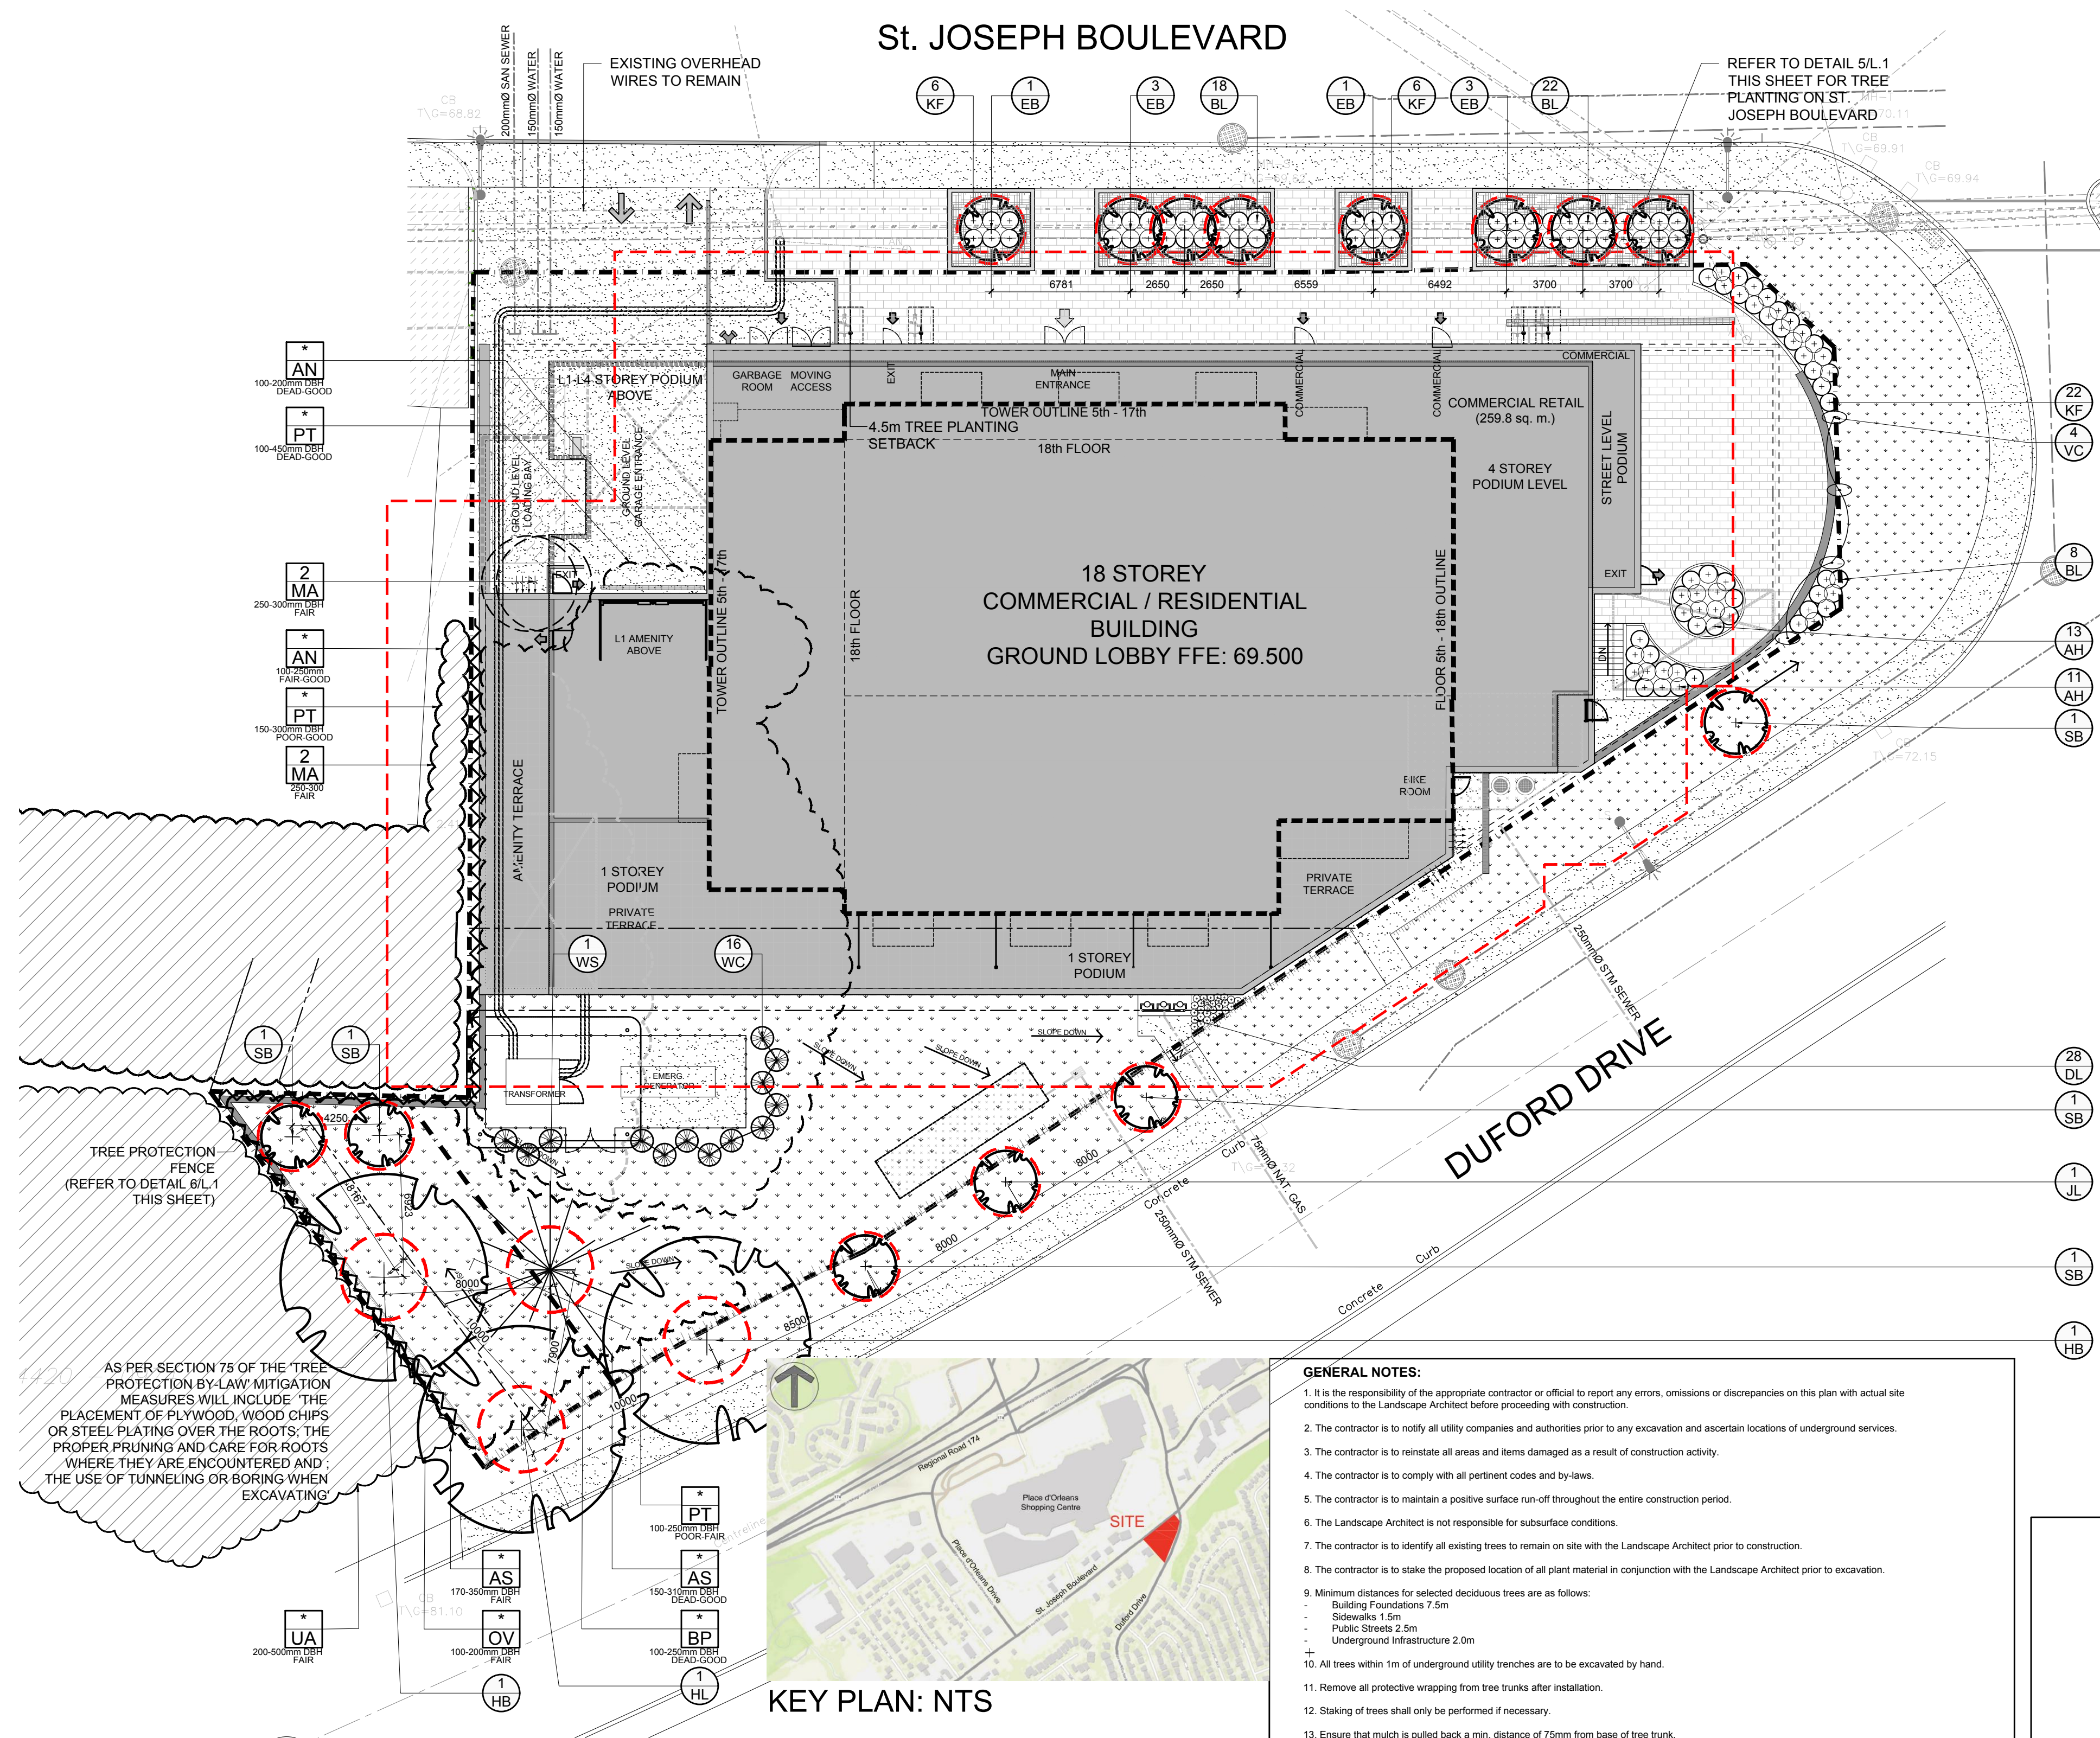 St. JOSEPH BOULEVARD
EXISTING OVERHEAD
WIRES TO REMAIN
200mmØ SAN SEWER
150mmØ WATER
150mmØ WATER
CB
T\G=68.82
6
KF
1
EB
3
EB
18
BL
1
EB
6
KF
3
EB
22
BL
REFER TO DETAIL 5/L.1
THIS SHEET FOR TREE
PLANTING ON ST.
JOSEPH BOULEVARD
70.11
CB
T\G=69.91
CB
T\G=69.94
6781
2650
2650
6559
6492
3700
3700
*
AN
100-200mm DBH
DEAD-GOOD
*
PT
100-450mm DBH
DEAD-GOOD
2
MA
250-300mm DBH
FAIR
*
AN
100-250mm
FAIR-GOOD
*
PT
150-300mm DBH
POOR-GOOD
2
MA
250-300
FAIR
L1-L4 STOREY PODIUM
ABOVE
GARBAGE
ROOM
MOVING
ACCESS
EXIT
MAIN
ENTRANCE
COMMERCIAL
COMMERCIAL
COMMERCIAL
TOWER OUTLINE 5th - 17th
4.5m TREE PLANTING
SETBACK
18th FLOOR
COMMERCIAL RETAIL
(259.8 sq. m.)
STREET LEVEL
PODIUM
4 STOREY
PODIUM LEVEL
GROUND LEVEL
LOADING BAY
GROUND LEVEL
GARAGE ENTRANCE
EXIT
L1 AMENITY
ABOVE
TOWER OUTLINE 5th - 17th
18th FLOOR
18 STOREY
COMMERCIAL / RESIDENTIAL
BUILDING
GROUND LOBBY FFE: 69.500
FLOOR 5th - 18th OUTLINE
EXIT
DN
22
KF
4
VC
8
BL
13
AH
11
AH
1
SB
CB
T\G=72.15
AMENITY TERRACE
1 STOREY
PODIUM
PRIVATE
TERRACE
BIKE
ROOM
PRIVATE
TERRACE
1 STOREY
PODIUM
1
WS
16
WC
250mmØ STM SEWER
DUFORD DRIVE
1
SB
1
SB
TRANSFORMER
EMERG.
GENERATOR
SLOPE DOWN
SLOPE DOWN
SLOPE DOWN
SLOPE DOWN
SLOPE DOWN
SLOPE DOWN
28
DL
1
SB
1
JL
1
SB
1
HB
4250
TREE PROTECTION
FENCE
(REFER TO DETAIL 6/L.1
THIS SHEET)
8167
6923
8000
10000
7900
10000
8500
8000
8000
75mmØ NAT. GAS
250mmØ STM SEWER
Concrete
Curb
Concrete
Curb
AS PER SECTION 75 OF THE 'TREE
PROTECTION BY-LAW' MITIGATION
MEASURES WILL INCLUDE 'THE
PLACEMENT OF PLYWOOD, WOOD CHIPS
OR STEEL PLATING OVER THE ROOTS; THE
PROPER PRUNING AND CARE FOR ROOTS
WHERE THEY ARE ENCOUNTERED AND ;
THE USE OF TUNNELING OR BORING WHEN
EXCAVATING'
*
PT
100-250mm DBH
POOR-FAIR
*
AS
170-350mm DBH
FAIR
*
AS
150-310mm DBH
DEAD-GOOD
CB
T\G=81.10
*
UA
200-500mm DBH
FAIR
*
OV
100-200mm DBH
FAIR
*
BP
100-250mm DBH
DEAD-GOOD
1
HB
1
HL
Regional Road 174
Place d'Orleans
Shopping Centre
SITE
Place d'Orleans Drive
St. Joseph Boulevard
Duford Drive
KEY PLAN: NTS
GENERAL NOTES:
1. It is the responsibility of the appropriate contractor or official to report any errors, omissions or discrepancies on this plan with actual site
conditions to the Landscape Architect before proceeding with construction.
2. The contractor is to notify all utility companies and authorities prior to any excavation and ascertain locations of underground services.
3. The contractor is to reinstate all areas and items damaged as a result of construction activity.
4. The contractor is to comply with all pertinent codes and by-laws.
5. The contractor is to maintain a positive surface run-off throughout the entire construction period.
6. The Landscape Architect is not responsible for subsurface conditions.
7. The contractor is to identify all existing trees to remain on site with the Landscape Architect prior to construction.
8. The contractor is to stake the proposed location of all plant material in conjunction with the Landscape Architect prior to excavation.
9. Minimum distances for selected deciduous trees are as follows:
- Building Foundations 7.5m
- Sidewalks 1.5m
- Public Streets 2.5m
- Underground Infrastructure 2.0m
10. All trees within 1m of underground utility trenches are to be excavated by hand.
11. Remove all protective wrapping from tree trunks after installation.
12. Staking of trees shall only be performed if necessary.
13. Ensure that mulch is pulled back a min. distance of 75mm from base of tree trunk.